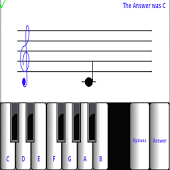 The Answer was C
C D E F G A B Options Answer